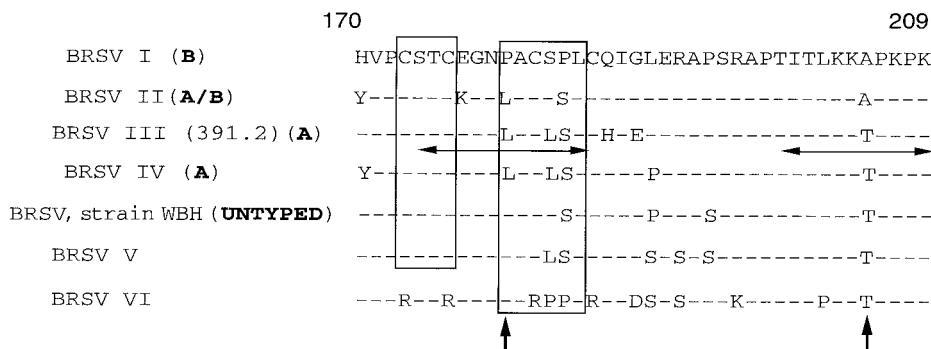 170 209
BRSV I (B) HVPCSTCEGNPACSPLCQIGLERAPSRAPTITLKKAPKPK
BRSV II(A/B) Y------K--L---S--------------------A----
BRSV III (391.2)(A) ----------L--LS--H-E---------------T----
BRSV IV (A) Y---------L--LS-----P--------------T----
BRSV, strain WBH (UNTYPED) --------------S-----P---S----------T----
BRSV V -------------LS-----S-S-S----------T----
BRSV VI ---R--R-----RPP-R--DS-S---K-----P--T----